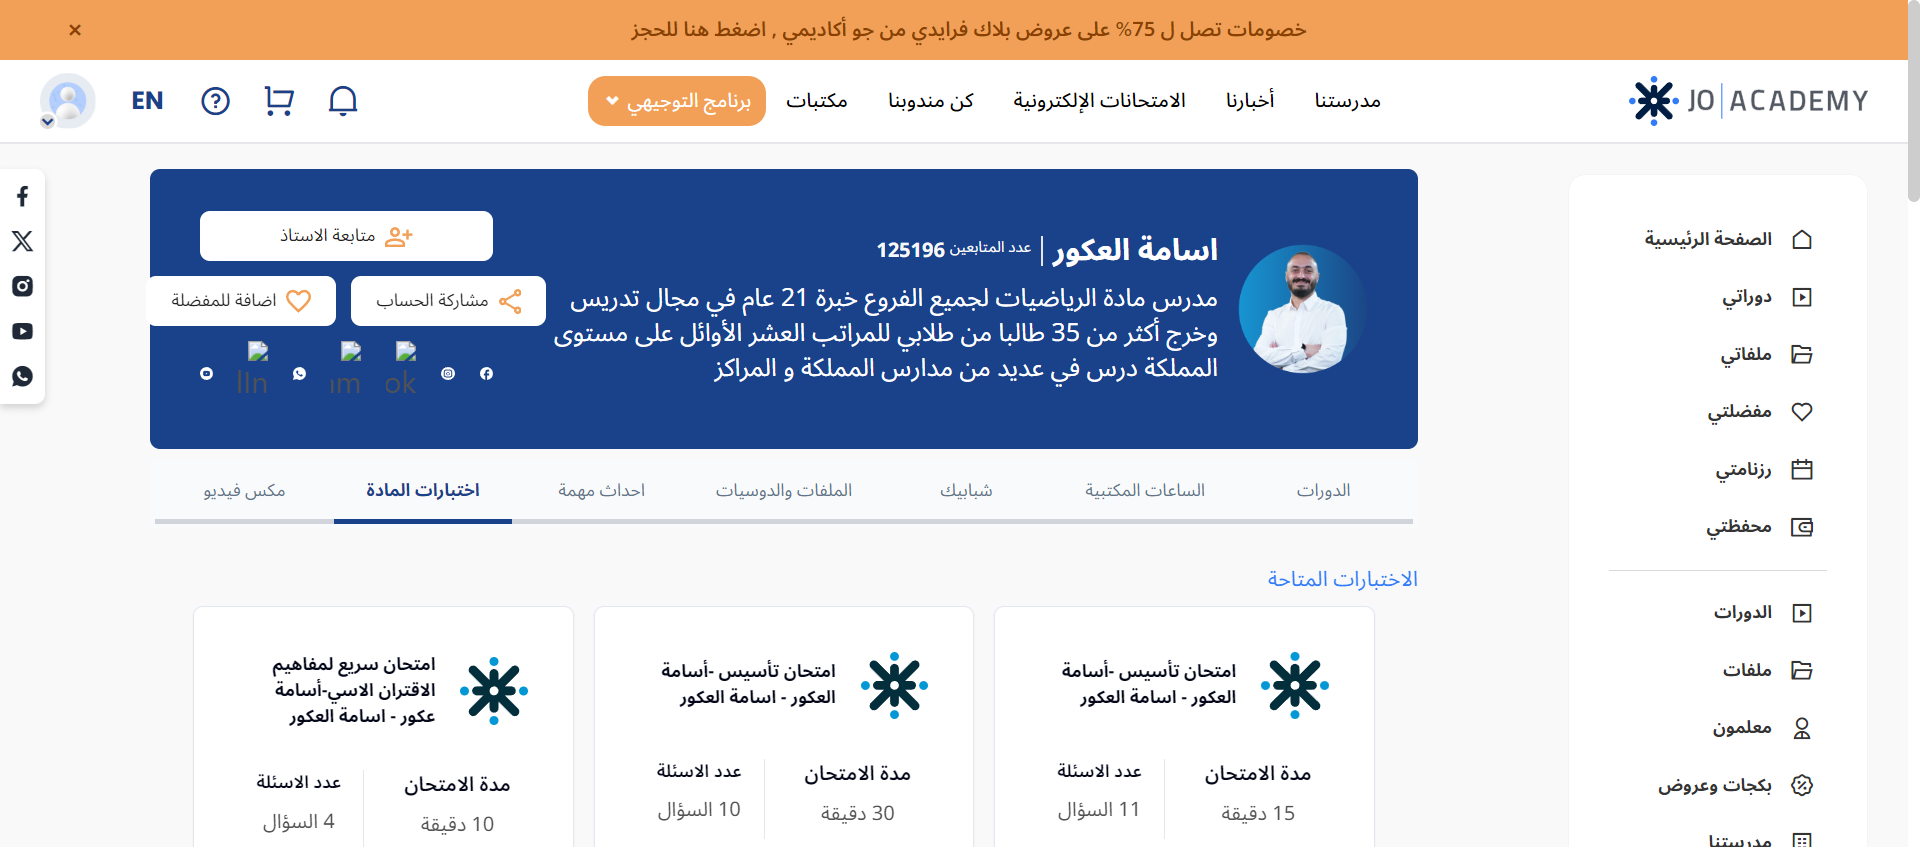 خصومات تصل ل 75% على عروض بلاك فرايدي من جو أكاديمي , اضغط هنا للحجز
JO ACADEMY
مدرستنا
أخبارنا
الامتحانات الإلكترونية
كن مندوبنا
مكتبات
برنامج التوجيهي
EN
الصفحة الرئيسية
دوراتي
ملفاتي
مفضلتي
رزنامتي
محفظتي
الدورات
ملفات
معلمون
بكجات وعروض
مدرستنا
اسامة العكور
عدد المتابعين 125196
مدرس مادة الرياضيات لجميع الفروع خبرة 21 عام في مجال تدريس
وخرج أكثر من 35 طالبا من طلابي للمراتب العشر الأوائل على مستوى
المملكة درس في عديد من مدارس المملكة و المراكز
متابعة الاستاذ
مشاركة الحساب
اضافة للمفضلة
ok
الدورات
الساعات المكتبية
شبابيك
الملفات والدوسيات
احداث مهمة
اختبارات المادة
مكس فيديو
الاختبارات المتاحة
امتحان تأسيس -أسامة
العكور - اسامة العكور
مدة الامتحان
15 دقيقة
عدد الاسئلة
11 السؤال
امتحان تأسيس -أسامة
العكور - اسامة العكور
مدة الامتحان
30 دقيقة
عدد الاسئلة
10 السؤال
امتحان سريع لمفاهيم
الاقتران الاسي-أسامة
عكور - اسامة العكور
مدة الامتحان
10 دقيقة
عدد الاسئلة
4 السؤال